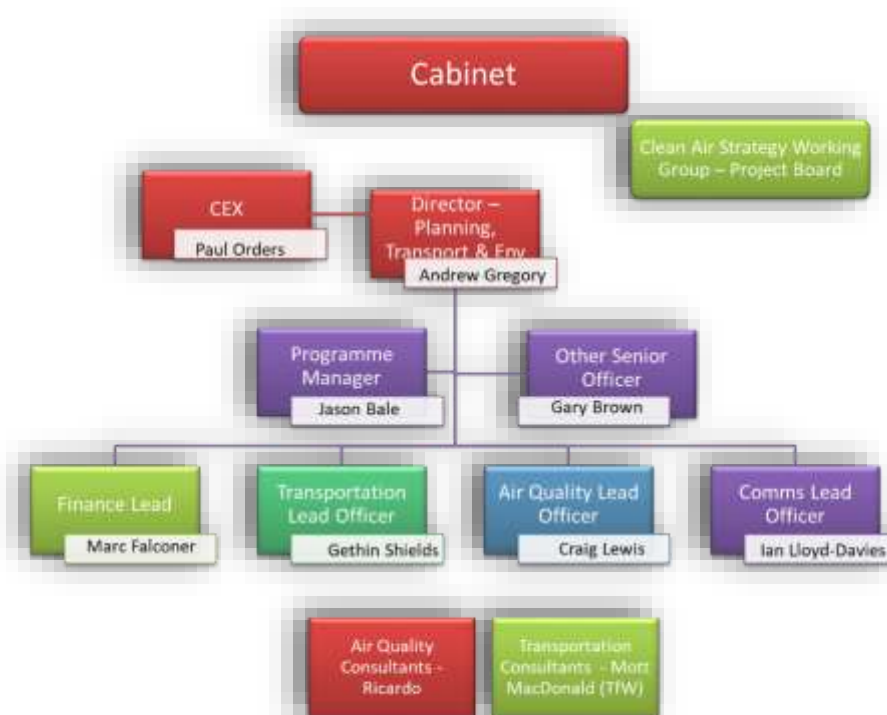 Cabinet
Clean Air Strategy Working
Group – Project Board
CEX
Paul Orders
Director –
Planning,
Transport & Env
Andrew Gregory
Programme
Manager
Jason Bale
Other Senior
Officer
Gary Brown
Finance Lead
Marc Falconer
Transportation
Lead Officer
Gethin Shields
Air Quality Lead
Officer
Craig Lewis
Comms Lead
Officer
Ian Lloyd-Davies
Air Quality
Consultants -
Ricardo
Transportation
Consultants - Mott
MacDonald (TfW)